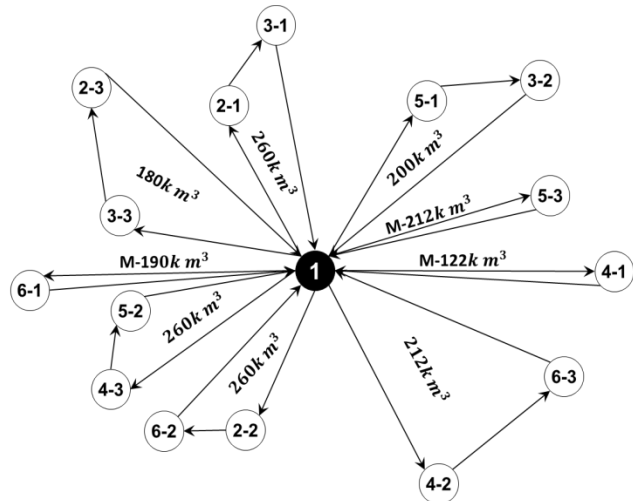 3-1
2-3
3-2
5-1
2-1
260k m³
200k m³
180k m³
5-3
3-3
M-212k m³
M-190k m³
1
M-122k m³
4-1
6-1
5-2
260k m³
260k m³
212k m³
4-3
6-3
6-2
2-2
4-2